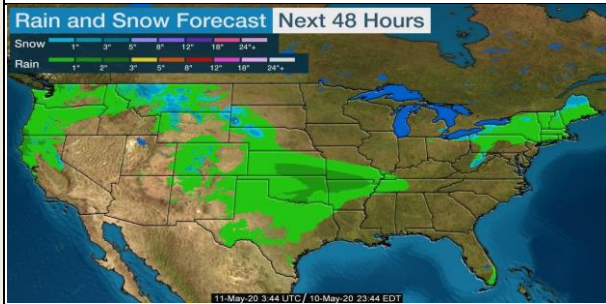 Rain and Snow Forecast Next 48 Hours
Snow 1" 3" 5" 8" 12" 18" 24"+
Rain 1" 2" 3" 5" 8" 12" 18" 24"+
11-May-20 3:44 UTC / 10-May-20 23:44 EDT